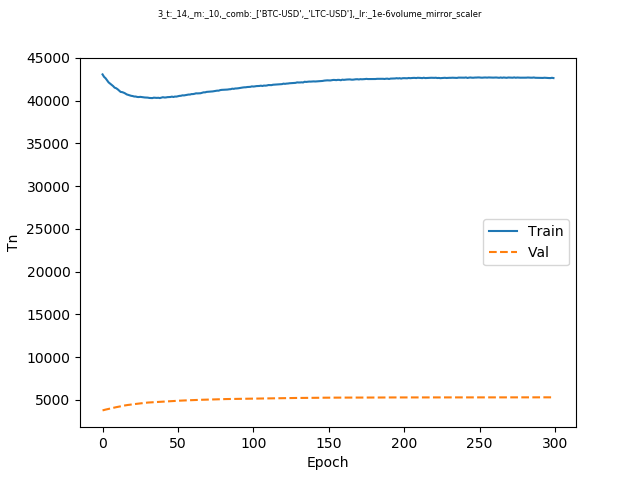 3_t:_14,_m:_10,_comb:_['BTC-USD',_'LTC-USD'],_lr:_1e-6volume_mirror_scaler
45000
40000
35000
30000
25000
20000
15000
10000
5000
Tn
Train
Val
0 50 100 150 200 250 300
Epoch